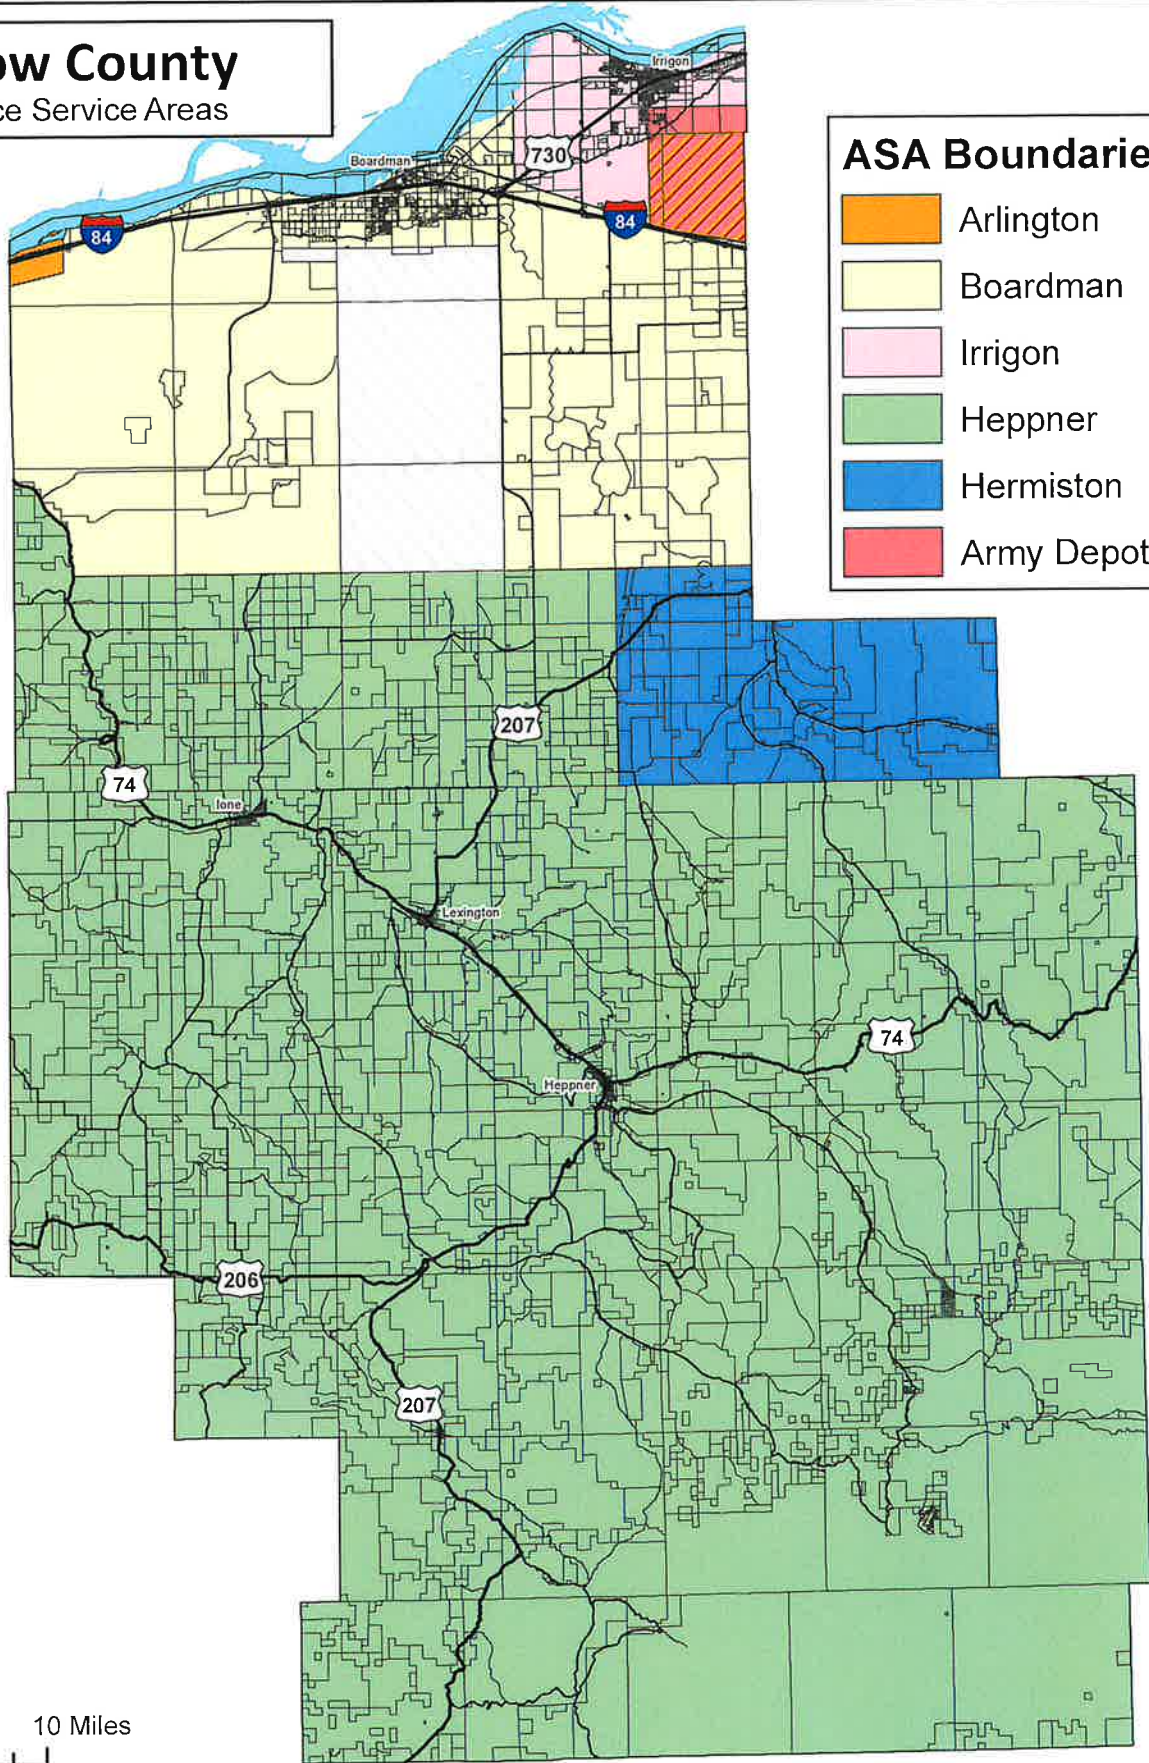 ow County
ce Service Areas
Irrigon
Boardman
730
84
84
ASA Boundarie
Arlington
Boardman
Irrigon
Heppner
Hermiston
Army Depot
207
74
Ione
Lexington
74
Heppner
206
207
10 Miles